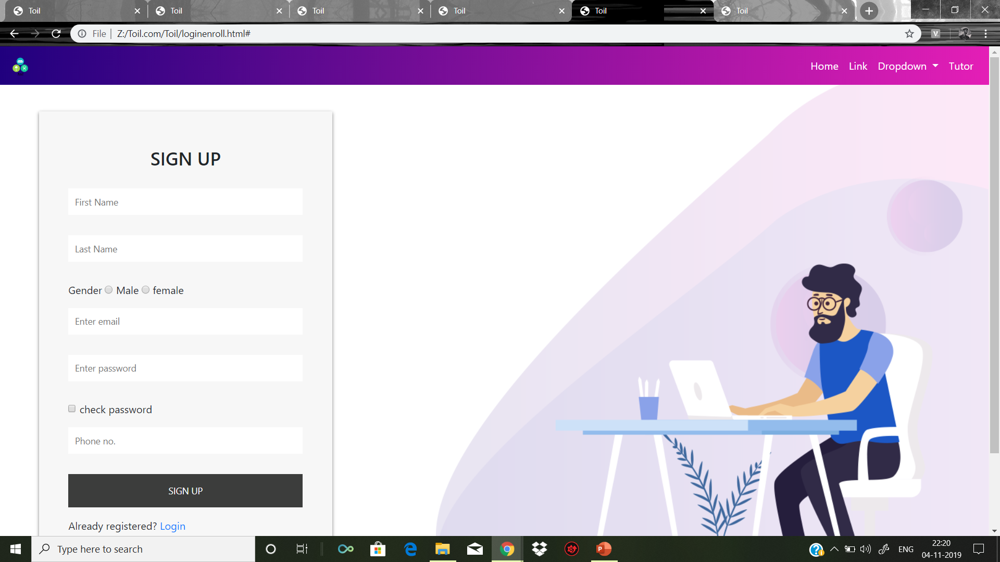 Toil Toil Toil Toil Toil Toil
File Z:/Toil.com/Toil/loginenroll.html#
Home Link Dropdown Tutor
SIGN UP
First Name
Last Name
Gender Male female
Enter email
Enter password
check password
Phone no.
SIGN UP
Already registered? Login
Type here to search
ENG
22:20
04-11-2019